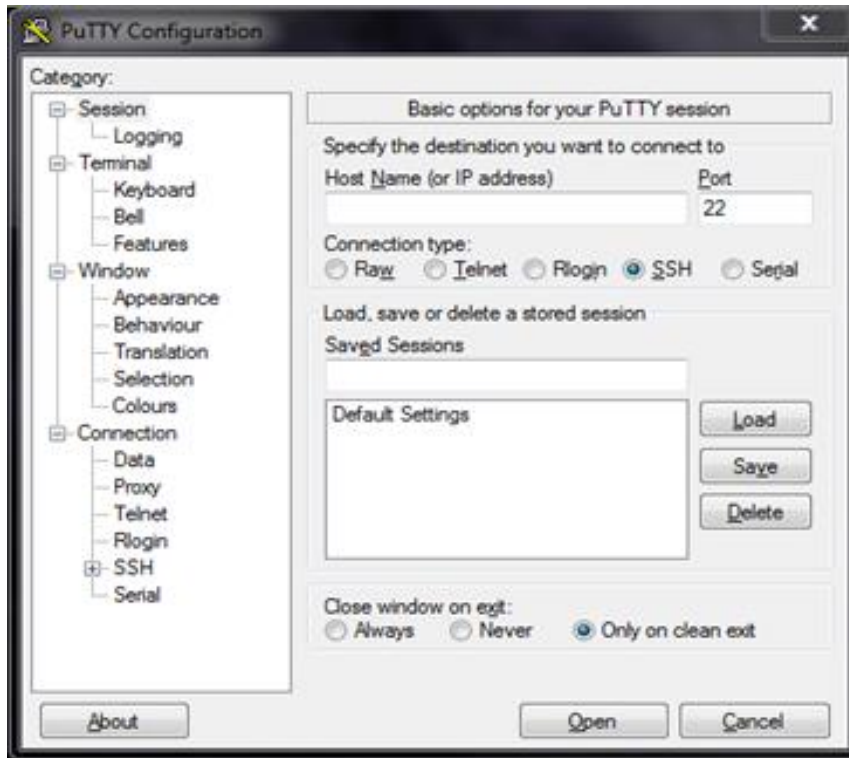 PuTTY Configuration
Category:
Session
Logging
Terminal
Keyboard
Bell
Features
Window
Appearance
Behaviour
Translation
Selection
Colours
Connection
Data
Proxy
Telnet
Rlogin
SSH
Serial
Basic options for your PuTTY session
Specify the destination you want to connect to
Host Name (or IP address) Port
22
Connection type:
Raw Telnet Rlogin SSH Serial
Load, save or delete a stored session
Saved Sessions
Default Settings
Load
Save
Delete
Close window on exit:
Always Never Only on clean exit
About Open Cancel